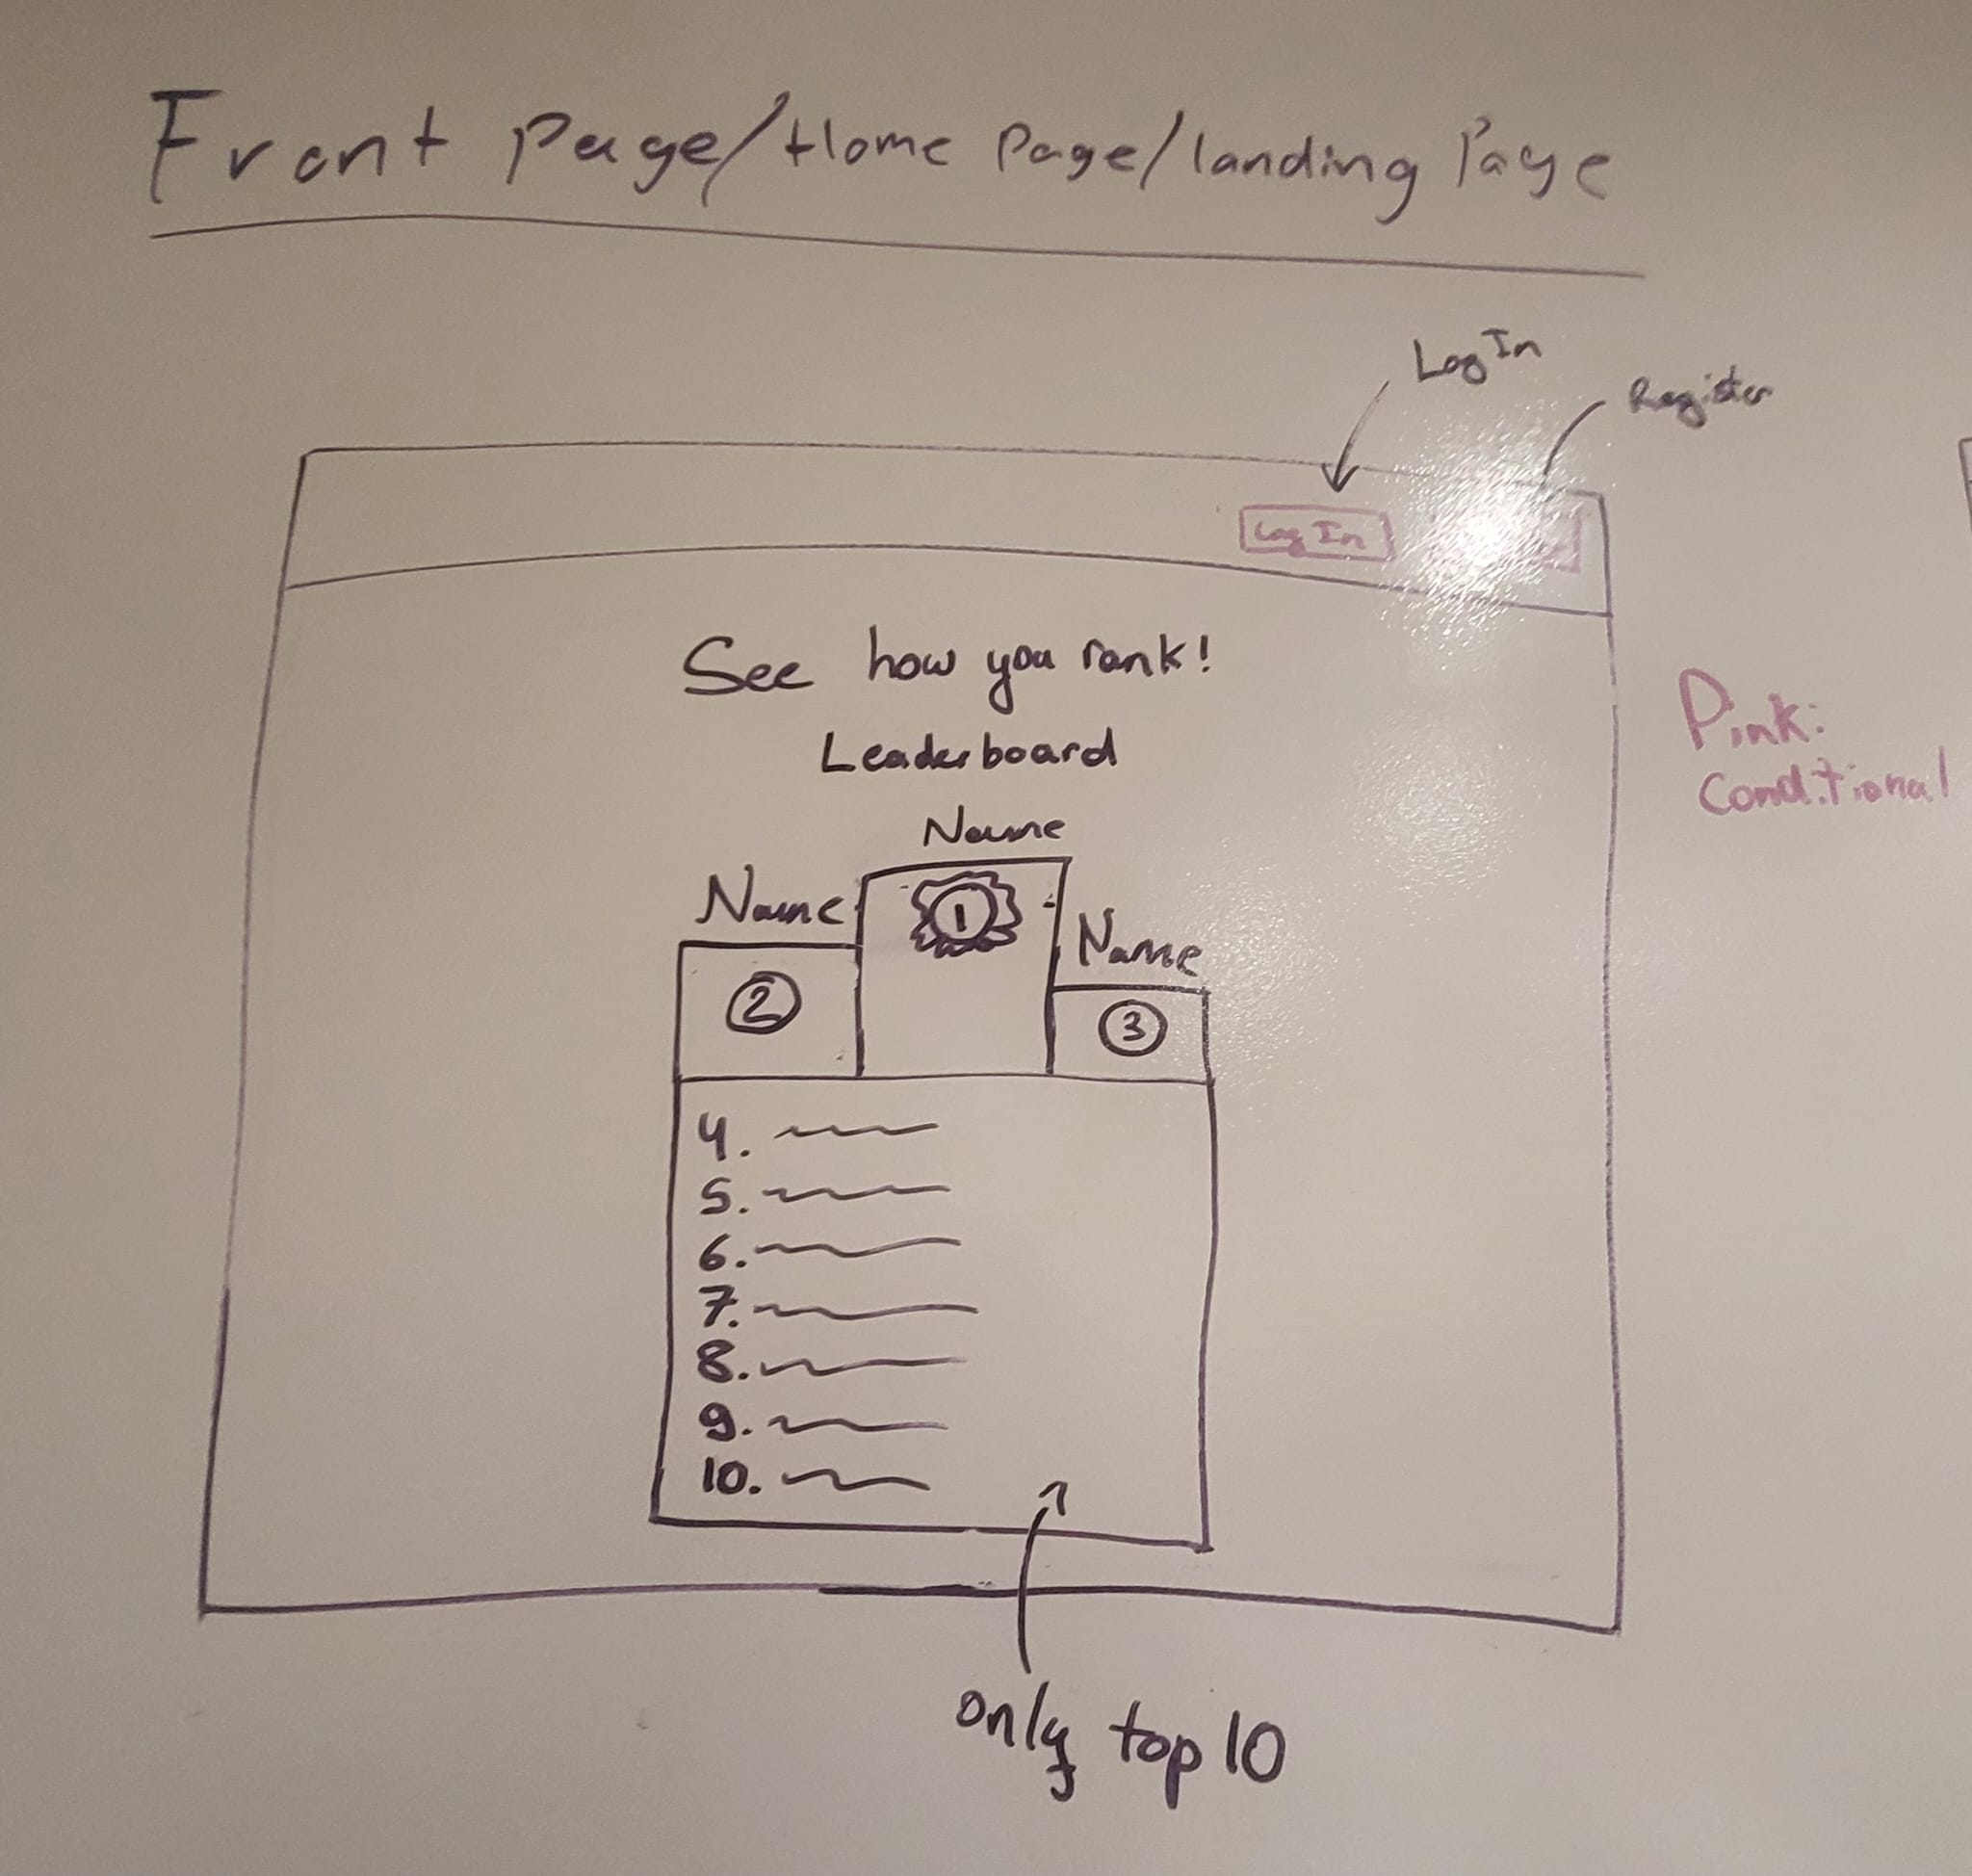 Front Page/Home Page/landing Page
Log In
Register
Log In
See how you rank!
Leaderboard
Pink:
Conditional
Name
Name
1
Name
2
3
4.
5.
6.
7.
8.
9.
10.
only top 10